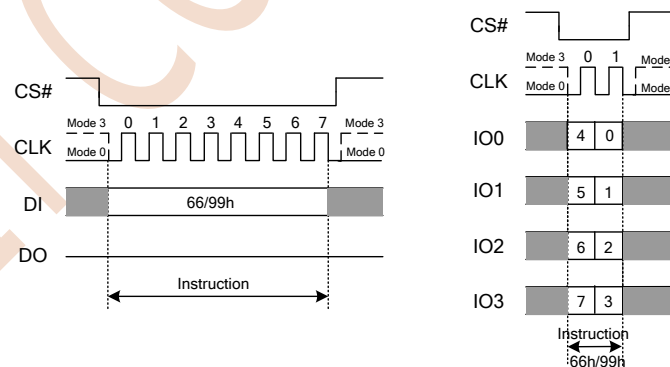 CS#
Mode 3 0 1 2 3 4 5 6 7 Mode 3
CLK
Mode 0 Mode 0
DI 66/99h
DO
Instruction
CS#
Mode 3 0 1 Mode
CLK
Mode 0 Mode
IO0 4 0
IO1 5 1
IO2 6 2
IO3 7 3
Instruction
66h/99h